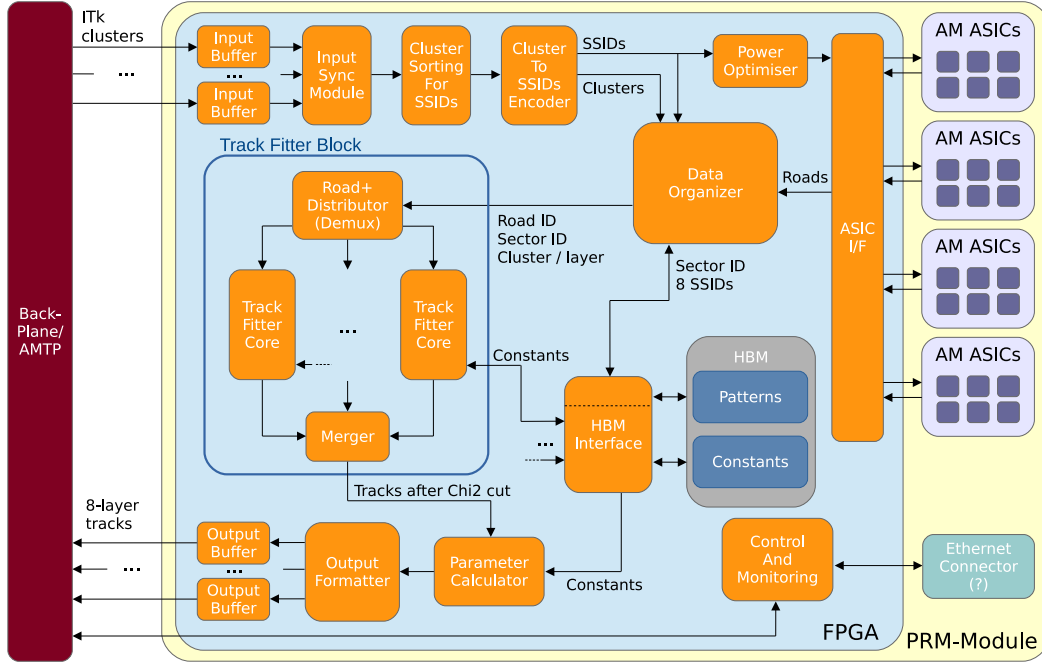 ITk
clusters
...
Input
Buffer
...
Input
Buffer
Input
Sync
Module
Cluster
Sorting
For
SSIDs
Cluster
To
SSIDs
Encoder
SSIDs
Clusters
Power
Optimiser
AM ASICs
AM ASICs
AM ASICs
AM ASICs
Track Fitter Block
Road+
Distributor
(Demux)
...
Track
Fitter
Core
...
Track
Fitter
Core
...
Merger
Data
Organizer
Roads
ASIC
I/F
Road ID
Sector ID
Cluster / layer
Sector ID
8 SSIDs
Back-
Plane/
AMTP
Constants
HBM
Interface
...
HBM
Patterns
Constants
Tracks after Chi2 cut
8-layer
tracks
...
Output
Buffer
...
Output
Buffer
Output
Formatter
Parameter
Calculator
Constants
Control
And
Monitoring
Ethernet
Connector
(?)
FPGA
PRM-Module